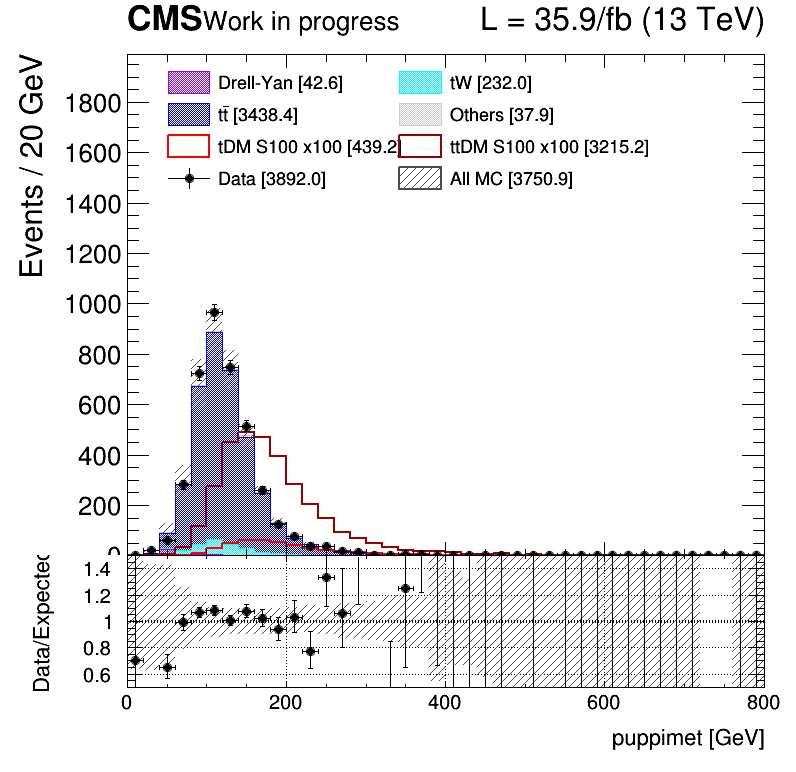 CMS Work in progress L = 35.9/fb (13 TeV)
Events / 20 GeV
Drell-Yan [42.6] tW [232.0]
tt̄ [3438.4] Others [37.9]
tDM S100 x100 [439.2] ttDM S100 x100 [3215.2]
Data [3892.0] All MC [3750.9]
1800
1600
1400
1200
1000
800
600
400
200
0
Data/Expected
1.4
1.2
1
0.8
0.6
0 200 400 600 800
puppimet [GeV]